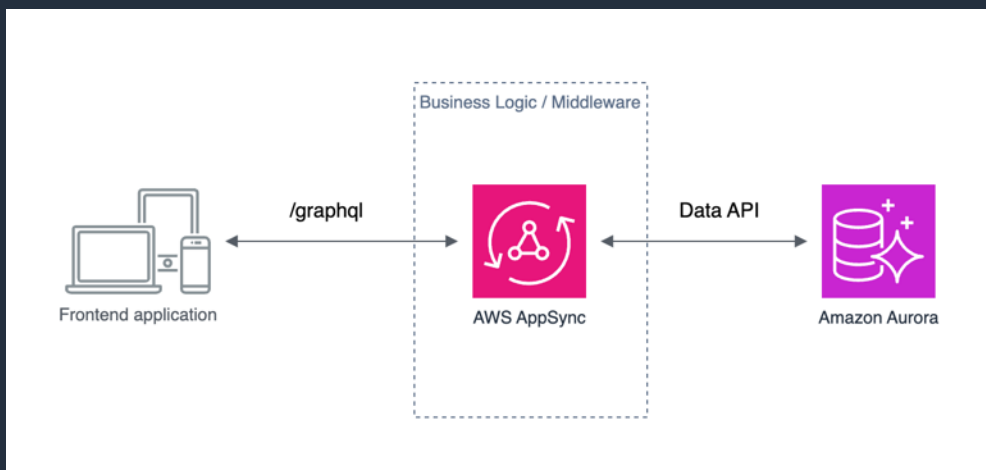 Business Logic / Middleware
/graphql
Data API
Frontend application
AWS AppSync
Amazon Aurora